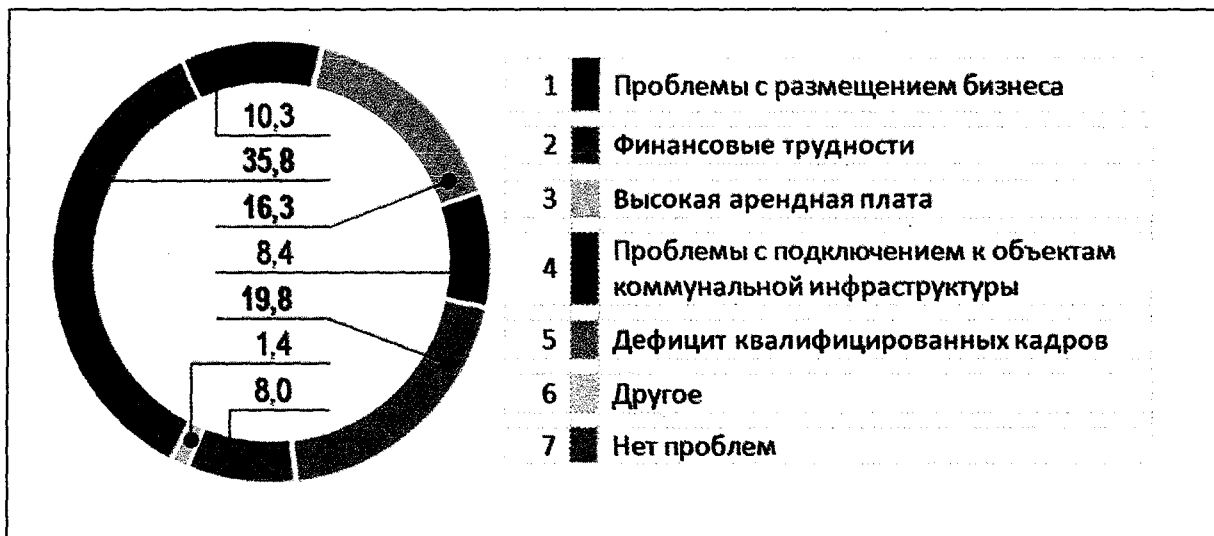 10,3
35,8
16,3
8,4
19,8
1,4
8,0
1 Проблемы с размещением бизнеса
2 Финансовые трудности
3 Высокая арендная плата
4 Проблемы с подключением к объектам
коммунальной инфраструктуры
5 Дефицит квалифицированных кадров
6 Другое
7 Нет проблем